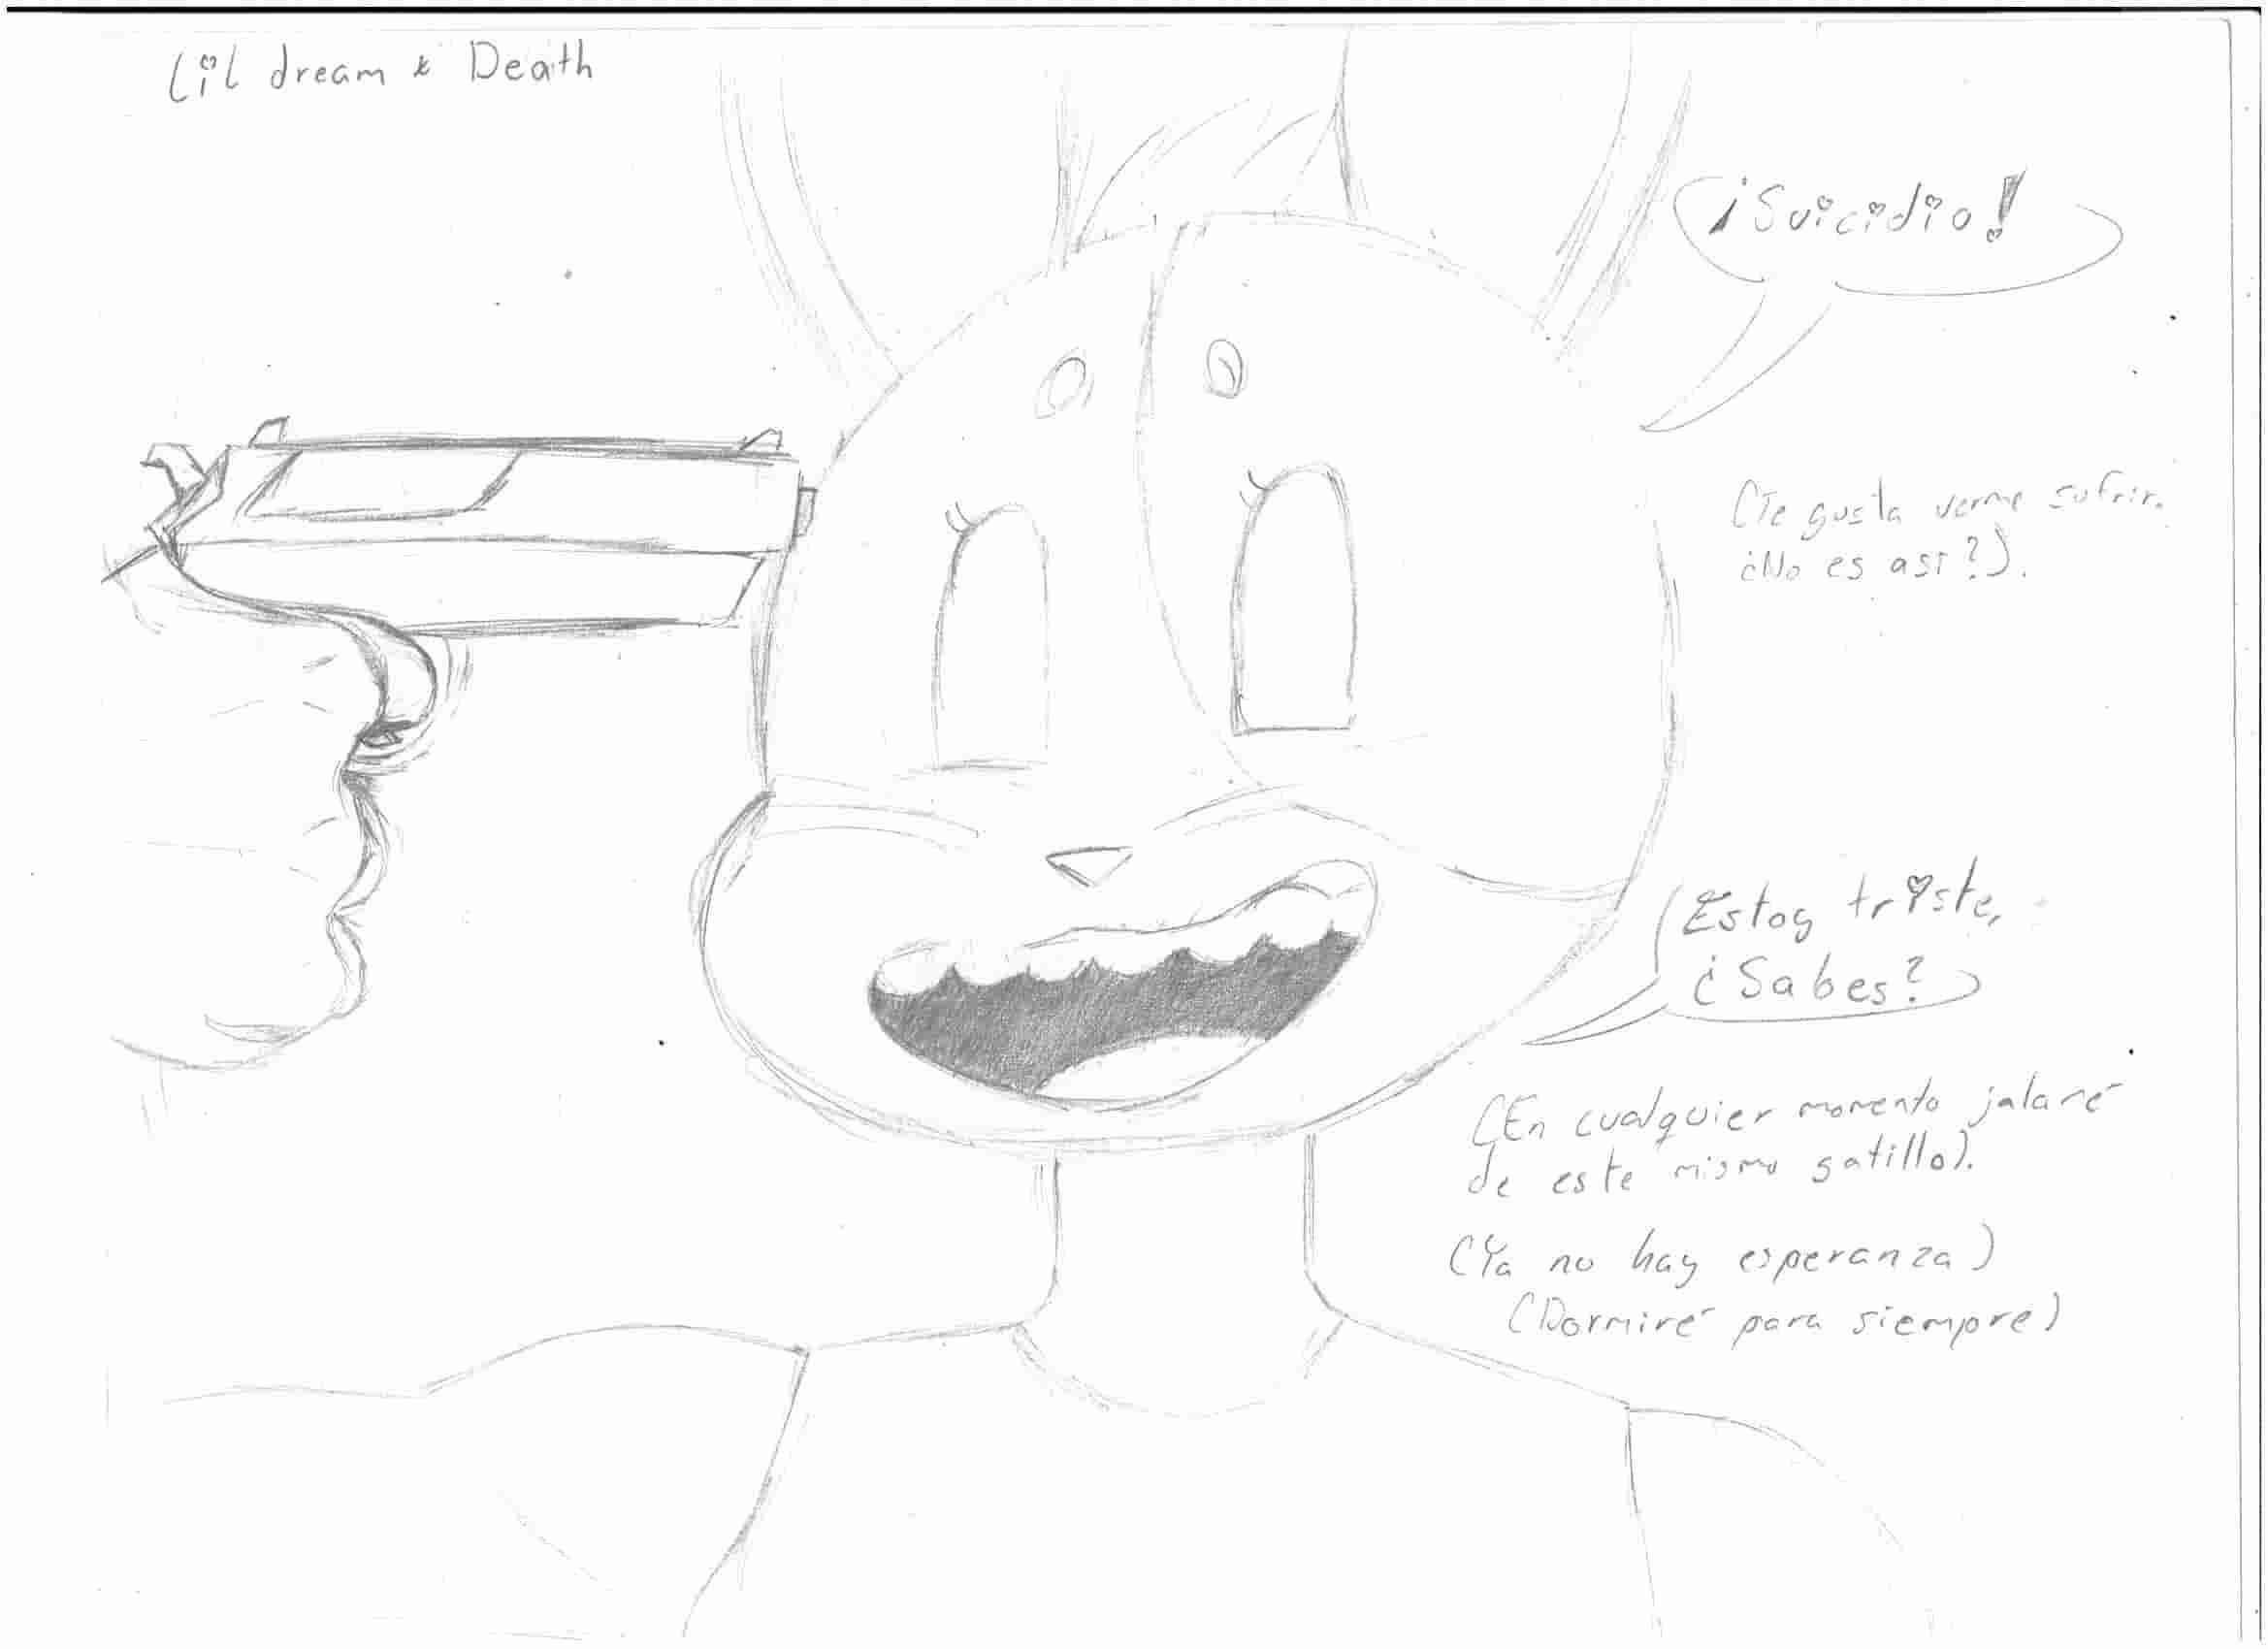 Lil dream & Death
¡Suicidio!
(Te gusta verme sufrir.
¿No es así?).
Estoy triste,
¿Sabes?
(En cualquier momento jalaré
de este mismo gatillo).
(Ya no hay esperanza)
(Dormiré para siempre)